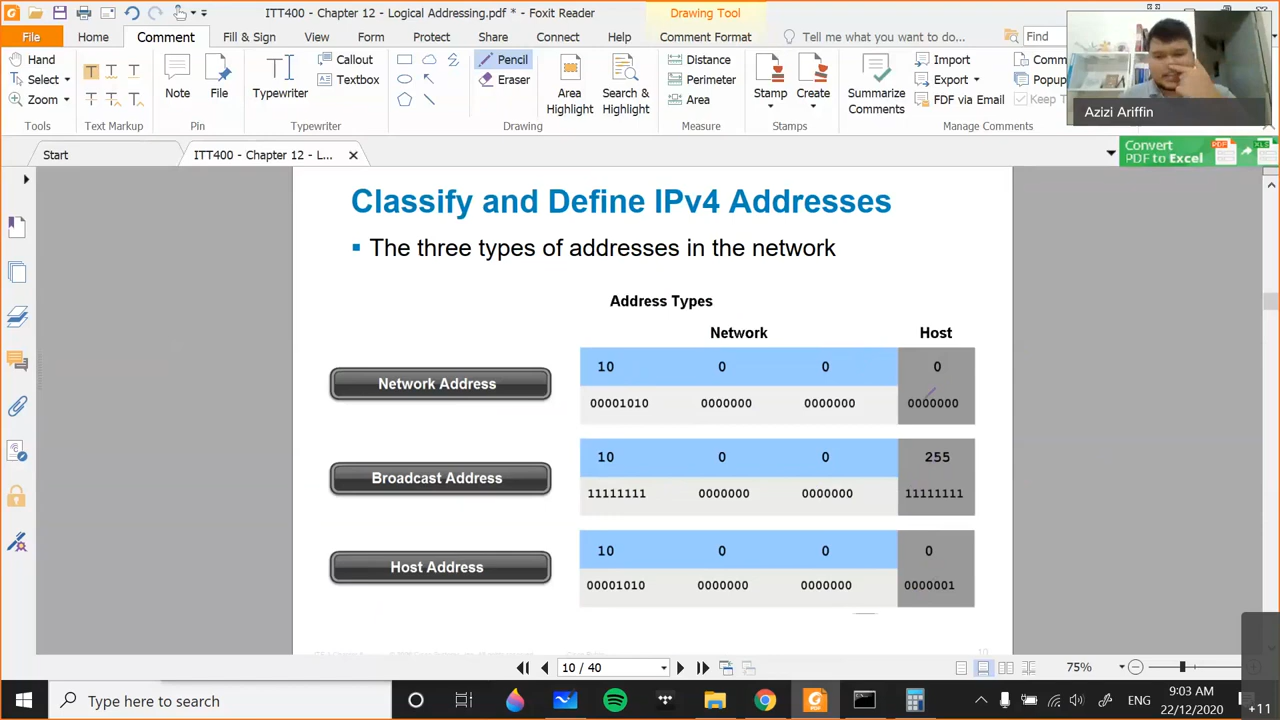 ITT400 - Chapter 12 - Logical Addressing.pdf * - Foxit Reader
Drawing Tool
File
Home
Comment
Fill & Sign
View
Form
Protect
Share
Connect
Help
Comment Format
Tell me what you want to do...
Find
Hand
Select
Zoom
Tools
Text Markup
Note
File
Pin
Typewriter
Callout
Textbox
Typewriter
Pencil
Eraser
Drawing
Area
Highlight
Search &
Highlight
Distance
Perimeter
Area
Measure
Stamp
Create
Stamps
Summarize
Comments
Import
Export
FDF via Email
Comm
Popup
Keep T
Manage Comments
Azizi Ariffin
Start
ITT400 - Chapter 12 - L...
Convert
PDF to Excel
Classify and Define IPv4 Addresses
The three types of addresses in the network
Address Types
Network Host
Network Address
10 0 0 0
00001010 0000000 0000000 0000000
Broadcast Address
10 0 0 255
11111111 0000000 0000000 11111111
Host Address
10 0 0 0
00001010 0000000 0000000 0000001
10
10 / 40
75%
Type here to search
ENG
9:03 AM
22/12/2020
+11